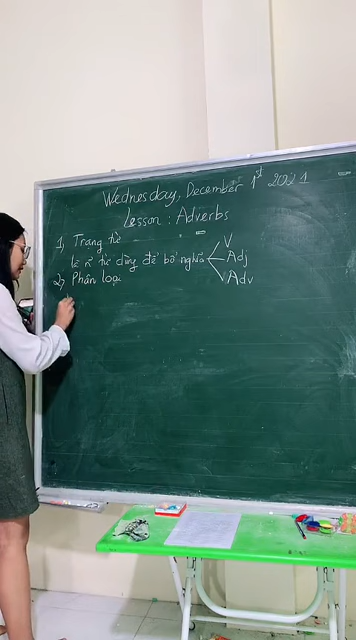 Wednesday, December 1st 2021
Lesson : Adverbs
1, Trạng từ
là từ dùng để bổ nghĩa
V
Adj
Adv
2, Phân loại